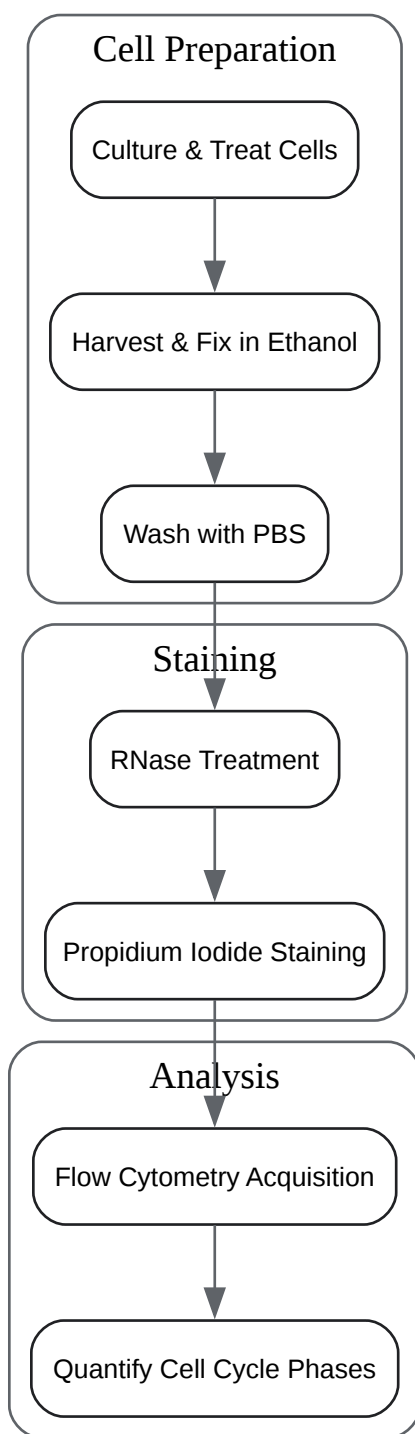 Cell Preparation
Culture & Treat Cells
Harvest & Fix in Ethanol
Wash with PBS
Staining
RNase Treatment
Propidium Iodide Staining
Analysis
Flow Cytometry Acquisition
Quantify Cell Cycle Phases